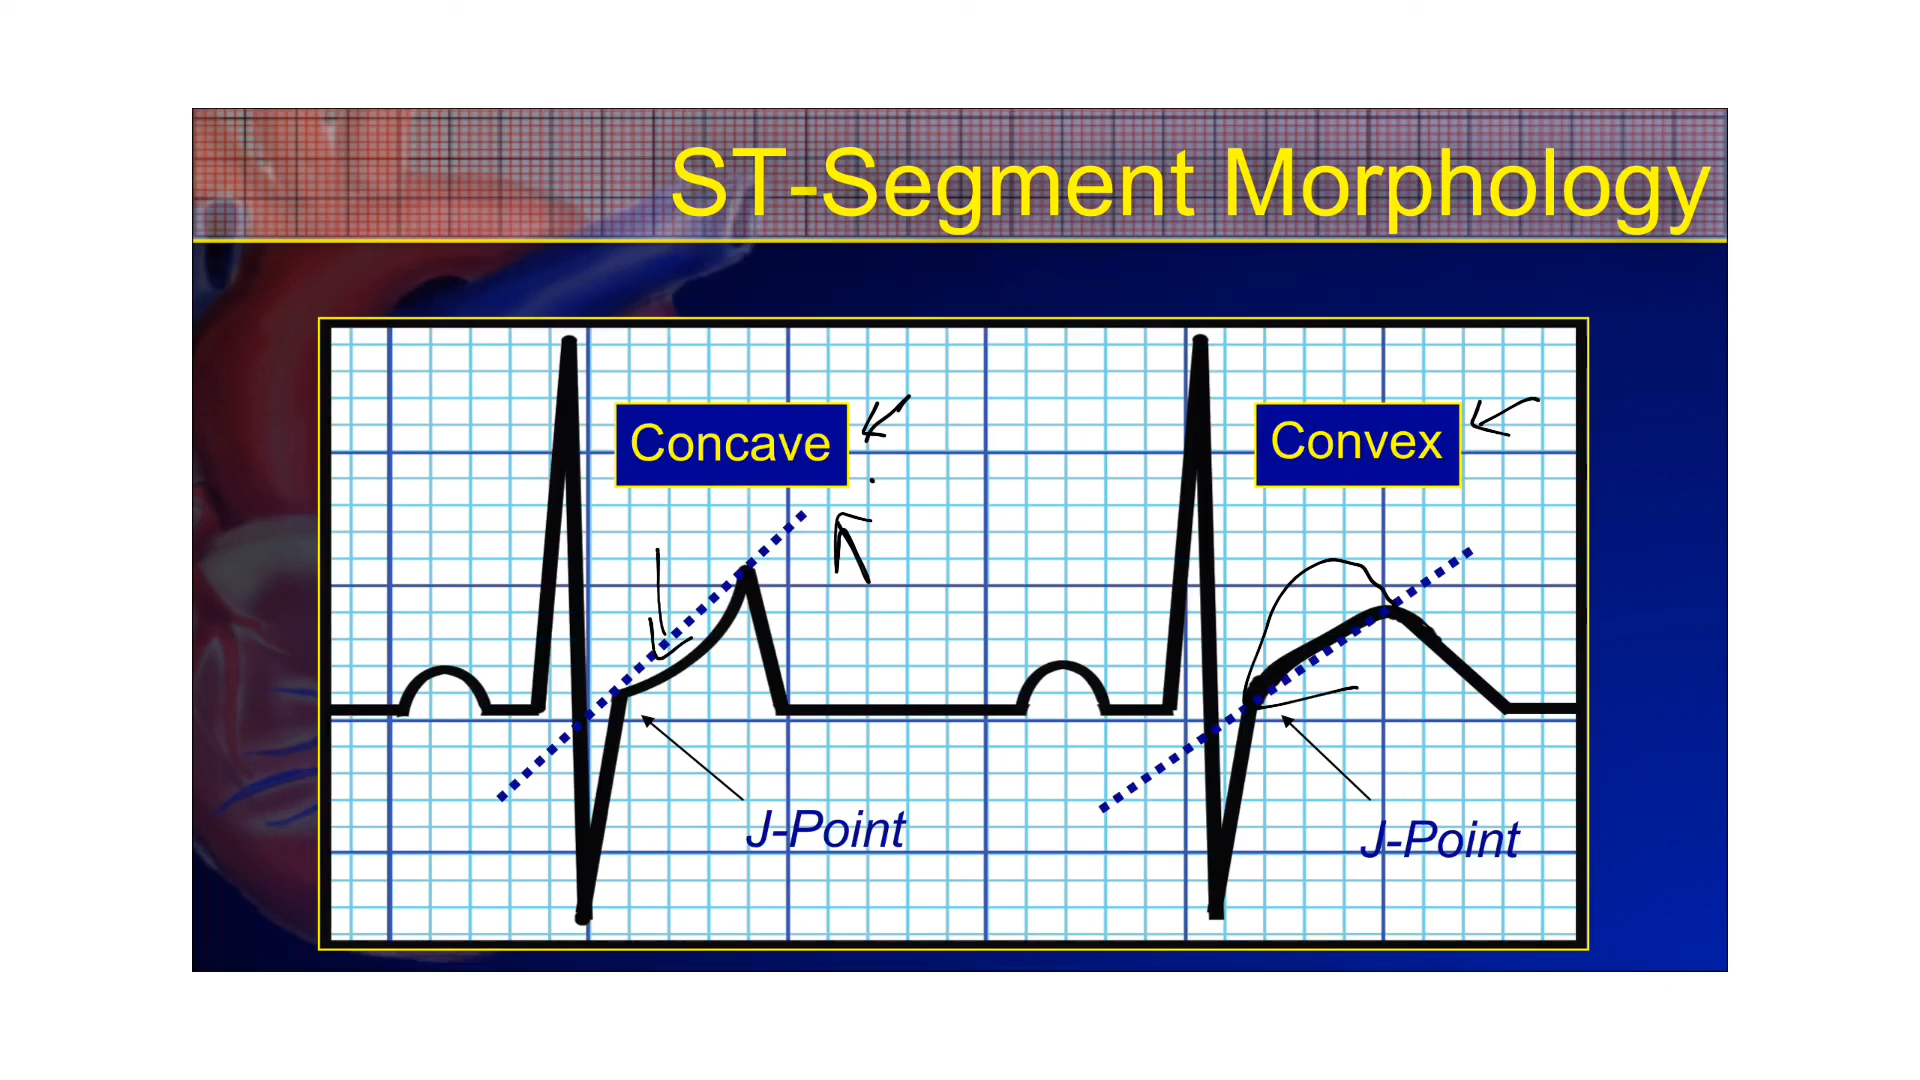 ST-Segment Morphology
Concave
Convex
J-Point
J-Point